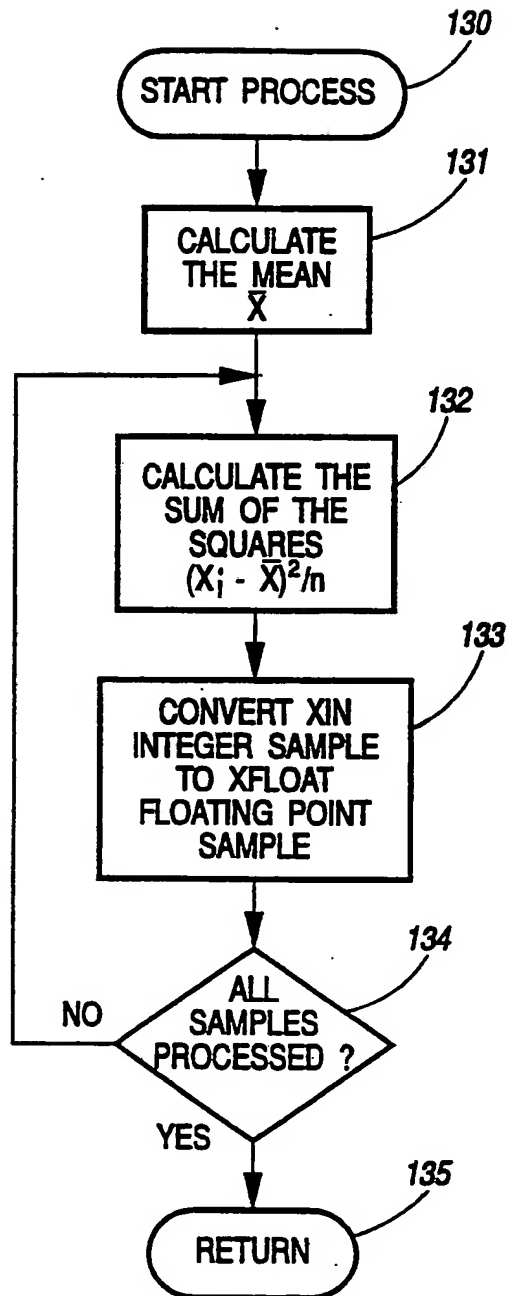 130
START PROCESS
131
CALCULATE
THE MEAN
X̅
132
CALCULATE THE
SUM OF THE
SQUARES
(Xi - X̅)²/n
133
CONVERT XIN
INTEGER SAMPLE
TO XFLOAT
FLOATING POINT
SAMPLE
134
ALL
SAMPLES
PROCESSED ?
NO
YES
135
RETURN